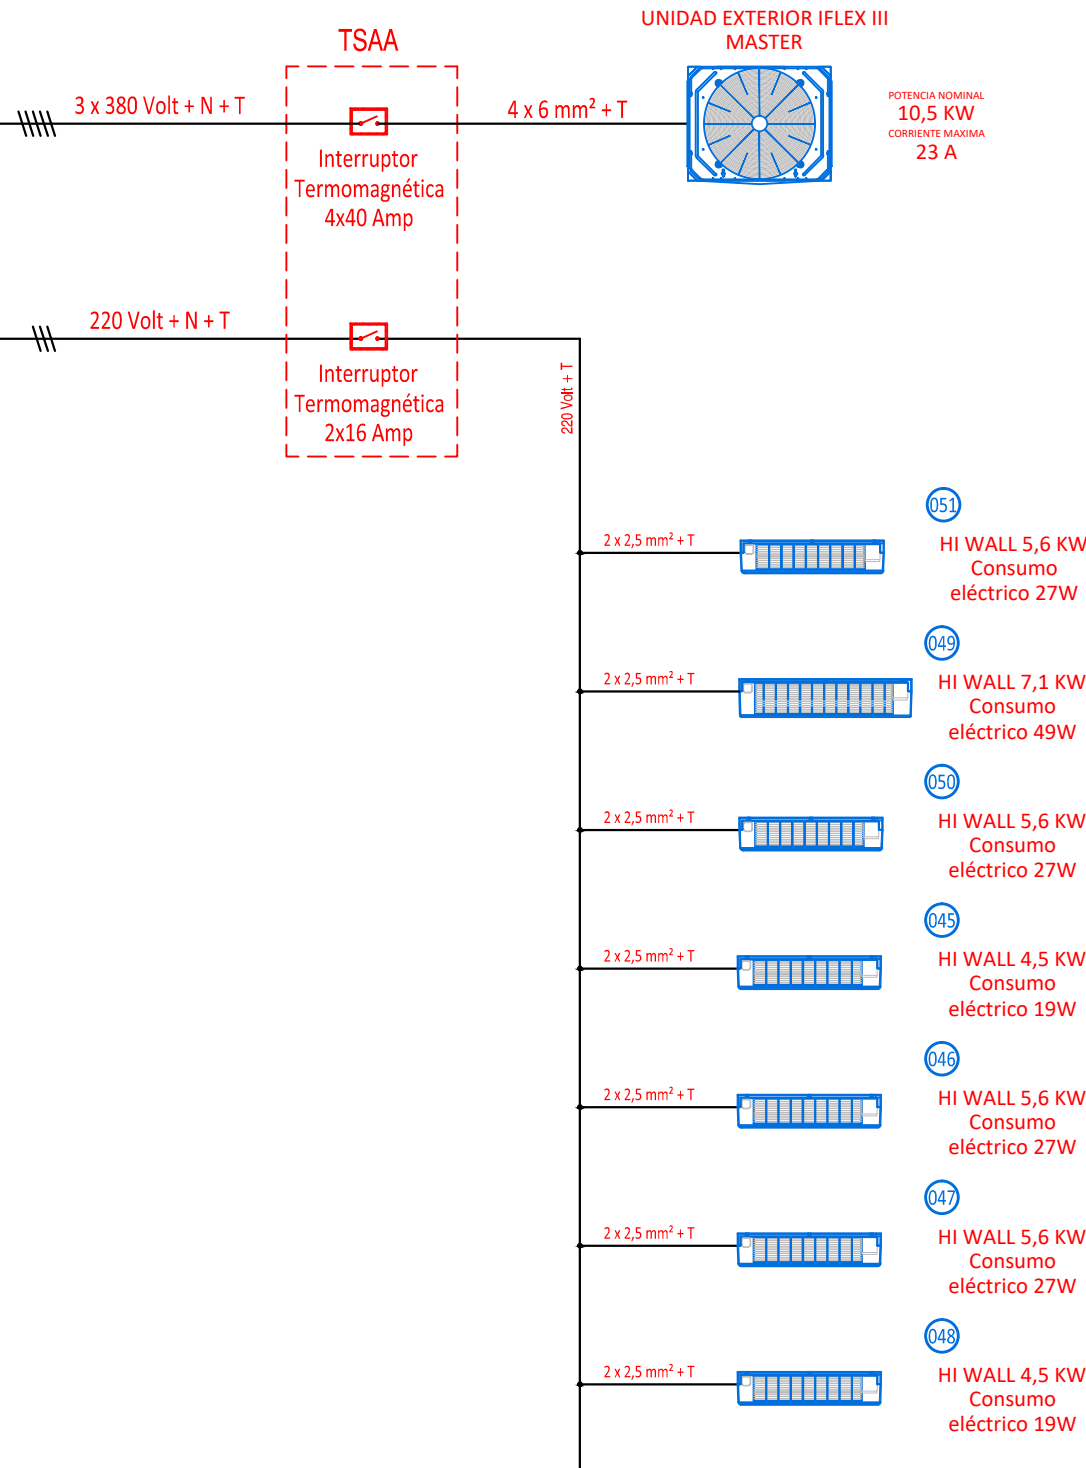 UNIDAD EXTERIOR IFLEX III
MASTER
TSAA
3 x 380 Volt + N + T
4 x 6 mm² + T
POTENCIA NOMINAL
10,5 KW
CORRIENTE MAXIMA
23 A
Interruptor
Termomagnética
4x40 Amp
220 Volt + N + T
Interruptor
Termomagnética
2x16 Amp
220 Volt + T
051
2 x 2,5 mm² + T
HI WALL 5,6 KW
Consumo
eléctrico 27W
049
2 x 2,5 mm² + T
HI WALL 7,1 KW
Consumo
eléctrico 49W
050
2 x 2,5 mm² + T
HI WALL 5,6 KW
Consumo
eléctrico 27W
045
2 x 2,5 mm² + T
HI WALL 4,5 KW
Consumo
eléctrico 19W
046
2 x 2,5 mm² + T
HI WALL 5,6 KW
Consumo
eléctrico 27W
047
2 x 2,5 mm² + T
HI WALL 5,6 KW
Consumo
eléctrico 27W
048
2 x 2,5 mm² + T
HI WALL 4,5 KW
Consumo
eléctrico 19W